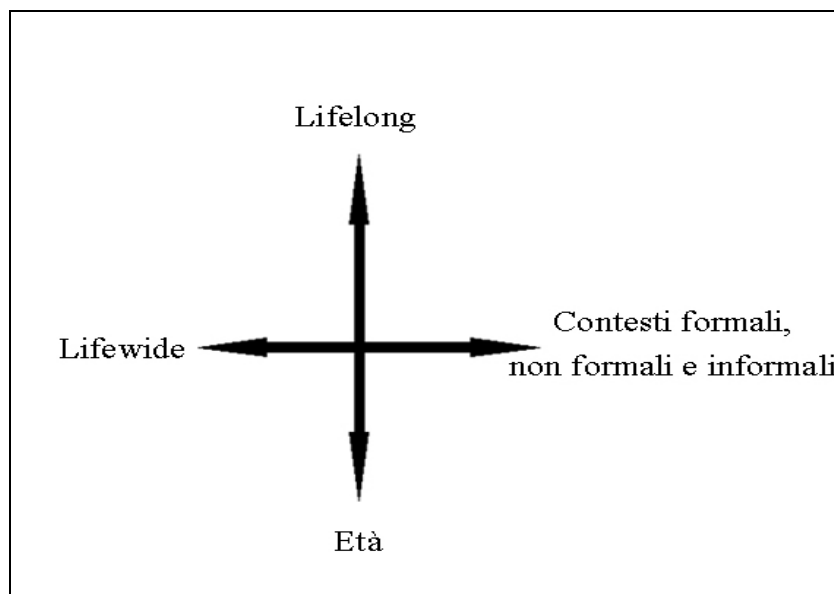 Lifelong
Lifewide
Contesti formali,
non formali e informali
Età